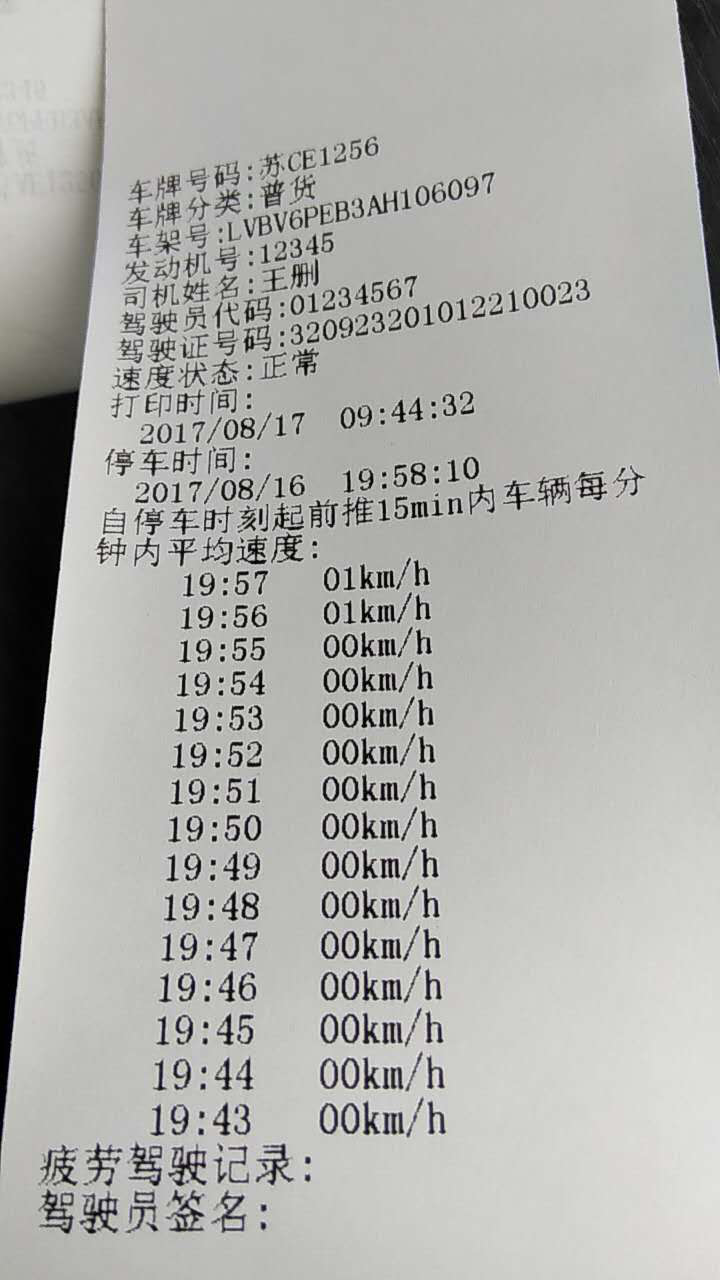 车牌号码:苏CE1256
车牌分类:普货
车架号:LVBV6PEB3AH106097
发动机号:12345
司机姓名:王删
驾驶员代码:01234567
驾驶证号码:320923201012210023
速度状态:正常
打印时间:
2017/08/17 09:44:32
停车时间:
2017/08/16 19:58:10
自停车时刻起前推15min内车辆每分
钟内平均速度:
19:57 01km/h
19:56 01km/h
19:55 00km/h
19:54 00km/h
19:53 00km/h
19:52 00km/h
19:51 00km/h
19:50 00km/h
19:49 00km/h
19:48 00km/h
19:47 00km/h
19:46 00km/h
19:45 00km/h
19:44 00km/h
19:43 00km/h
疲劳驾驶记录:
驾驶员签名: